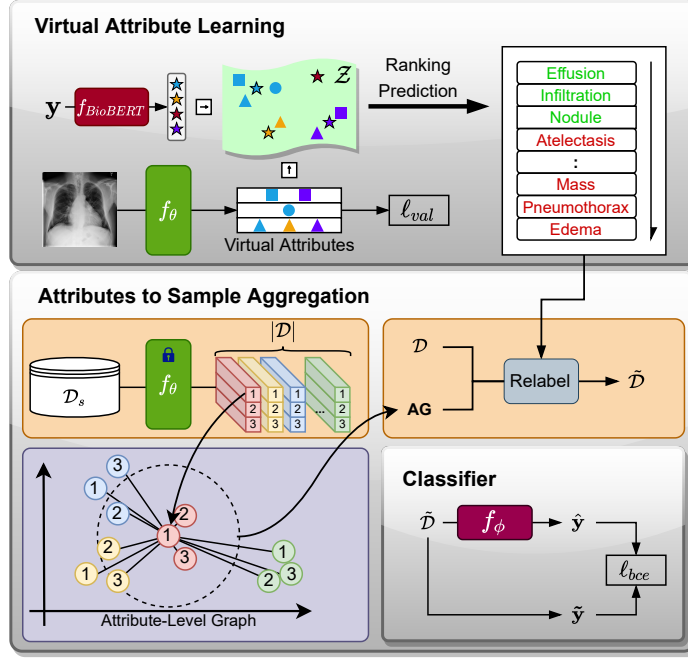 Virtual Attribute Learning
y
f_BioBERT
Z
Ranking
Prediction
Effusion
Infiltration
Nodule
Atelectasis
:
Mass
Pneumothorax
Edema
f_θ
ℓ_val
Virtual Attributes
Attributes to Sample Aggregation
|𝒟|
𝒟_s
f_θ
1 1 1 1
2 2 2 ... 2
3 3 3 3
𝒟
AG
Relabel
𝒟̃
3
1
2
2
1
3
2
1
3
1
2 3
Attribute-Level Graph
Classifier
𝒟̃
f_ϕ
ŷ
ℓ_bce
ỹ